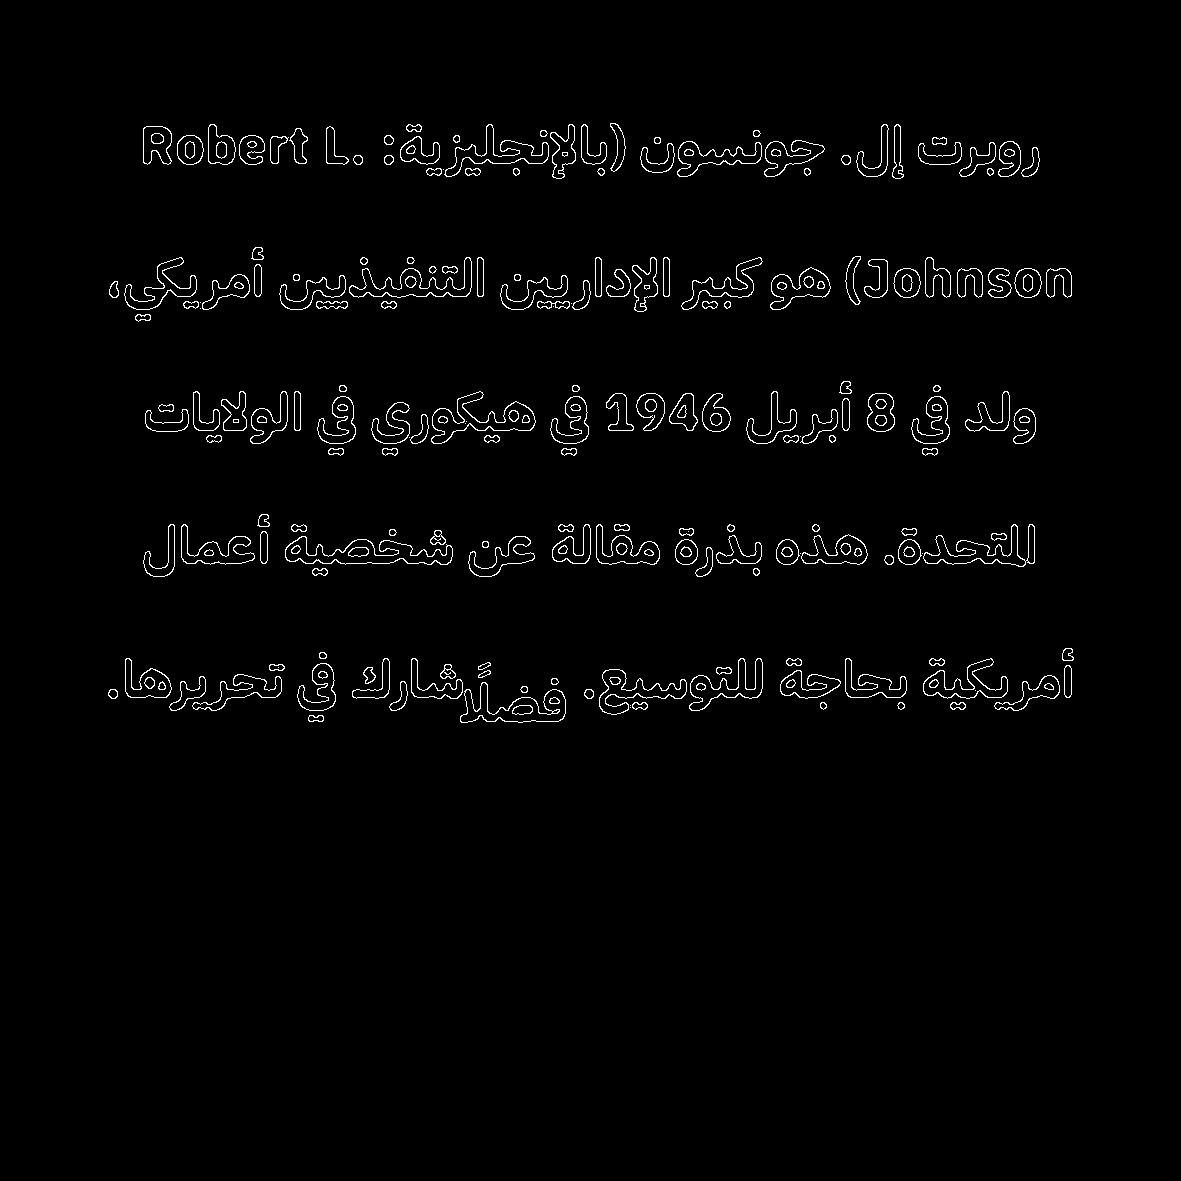 روبرت إل. جونسون (بالإنجليزية: Robert L.
Johnson) هو كبير الإداريين التنفيذيين أمريكي،
ولد في 8 أبريل 1946 في هيكوري في الولايات
المتحدة. هذه بذرة مقالة عن شخصية أعمال
أمريكية بحاجة للتوسيع. فضلًا شارك في تحريرها.